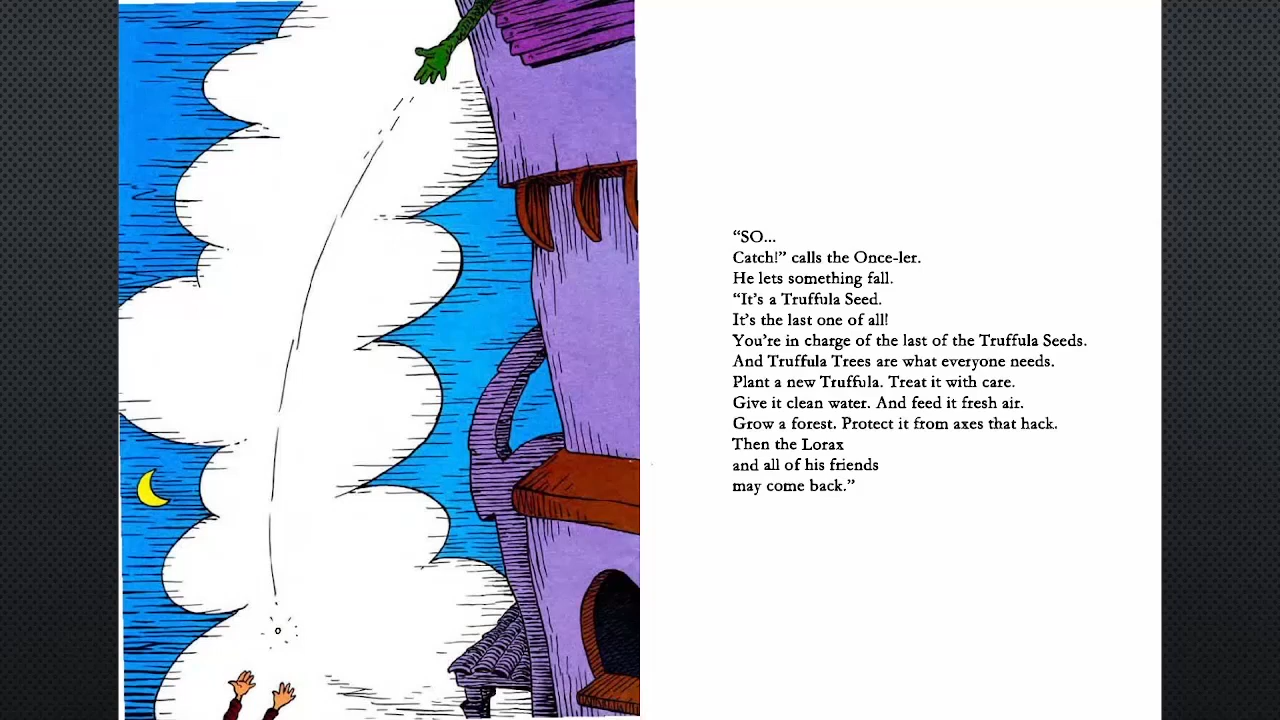 “SO...
Catch!” calls the Once-ler.
He lets something fall.
“It’s a Truffula Seed.
It’s the last one of all!
You’re in charge of the last of the Truffula Seeds.
And Truffula Trees are what everyone needs.
Plant a new Truffula. Treat it with care.
Give it clean water. And feed it fresh air.
Grow a forest. Protect it from axes that hack.
Then the Lorax
and all of his friends
may come back.”